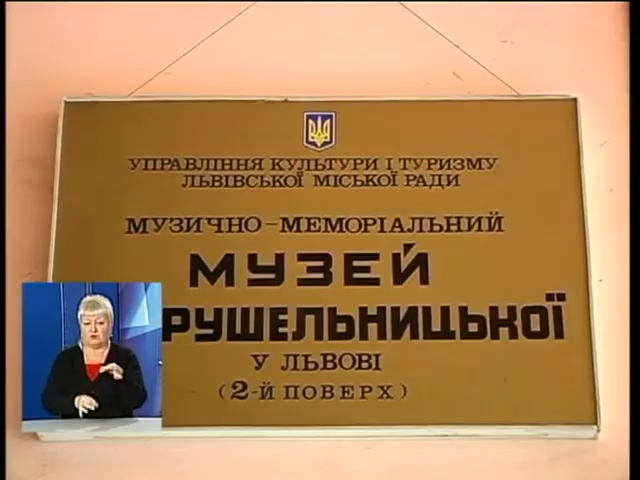 УПРАВЛІННЯ КУЛЬТУРИ І ТУРИЗМУ
ЛЬВІВСЬКОЇ МІСЬКОЇ РАДИ
МУЗИЧНО-МЕМОРІАЛЬНИЙ
МУЗЕЙ
РУШЕЛЬНИЦЬКОЇ
У ЛЬВОВІ
(2-Й ПОВЕРХ)